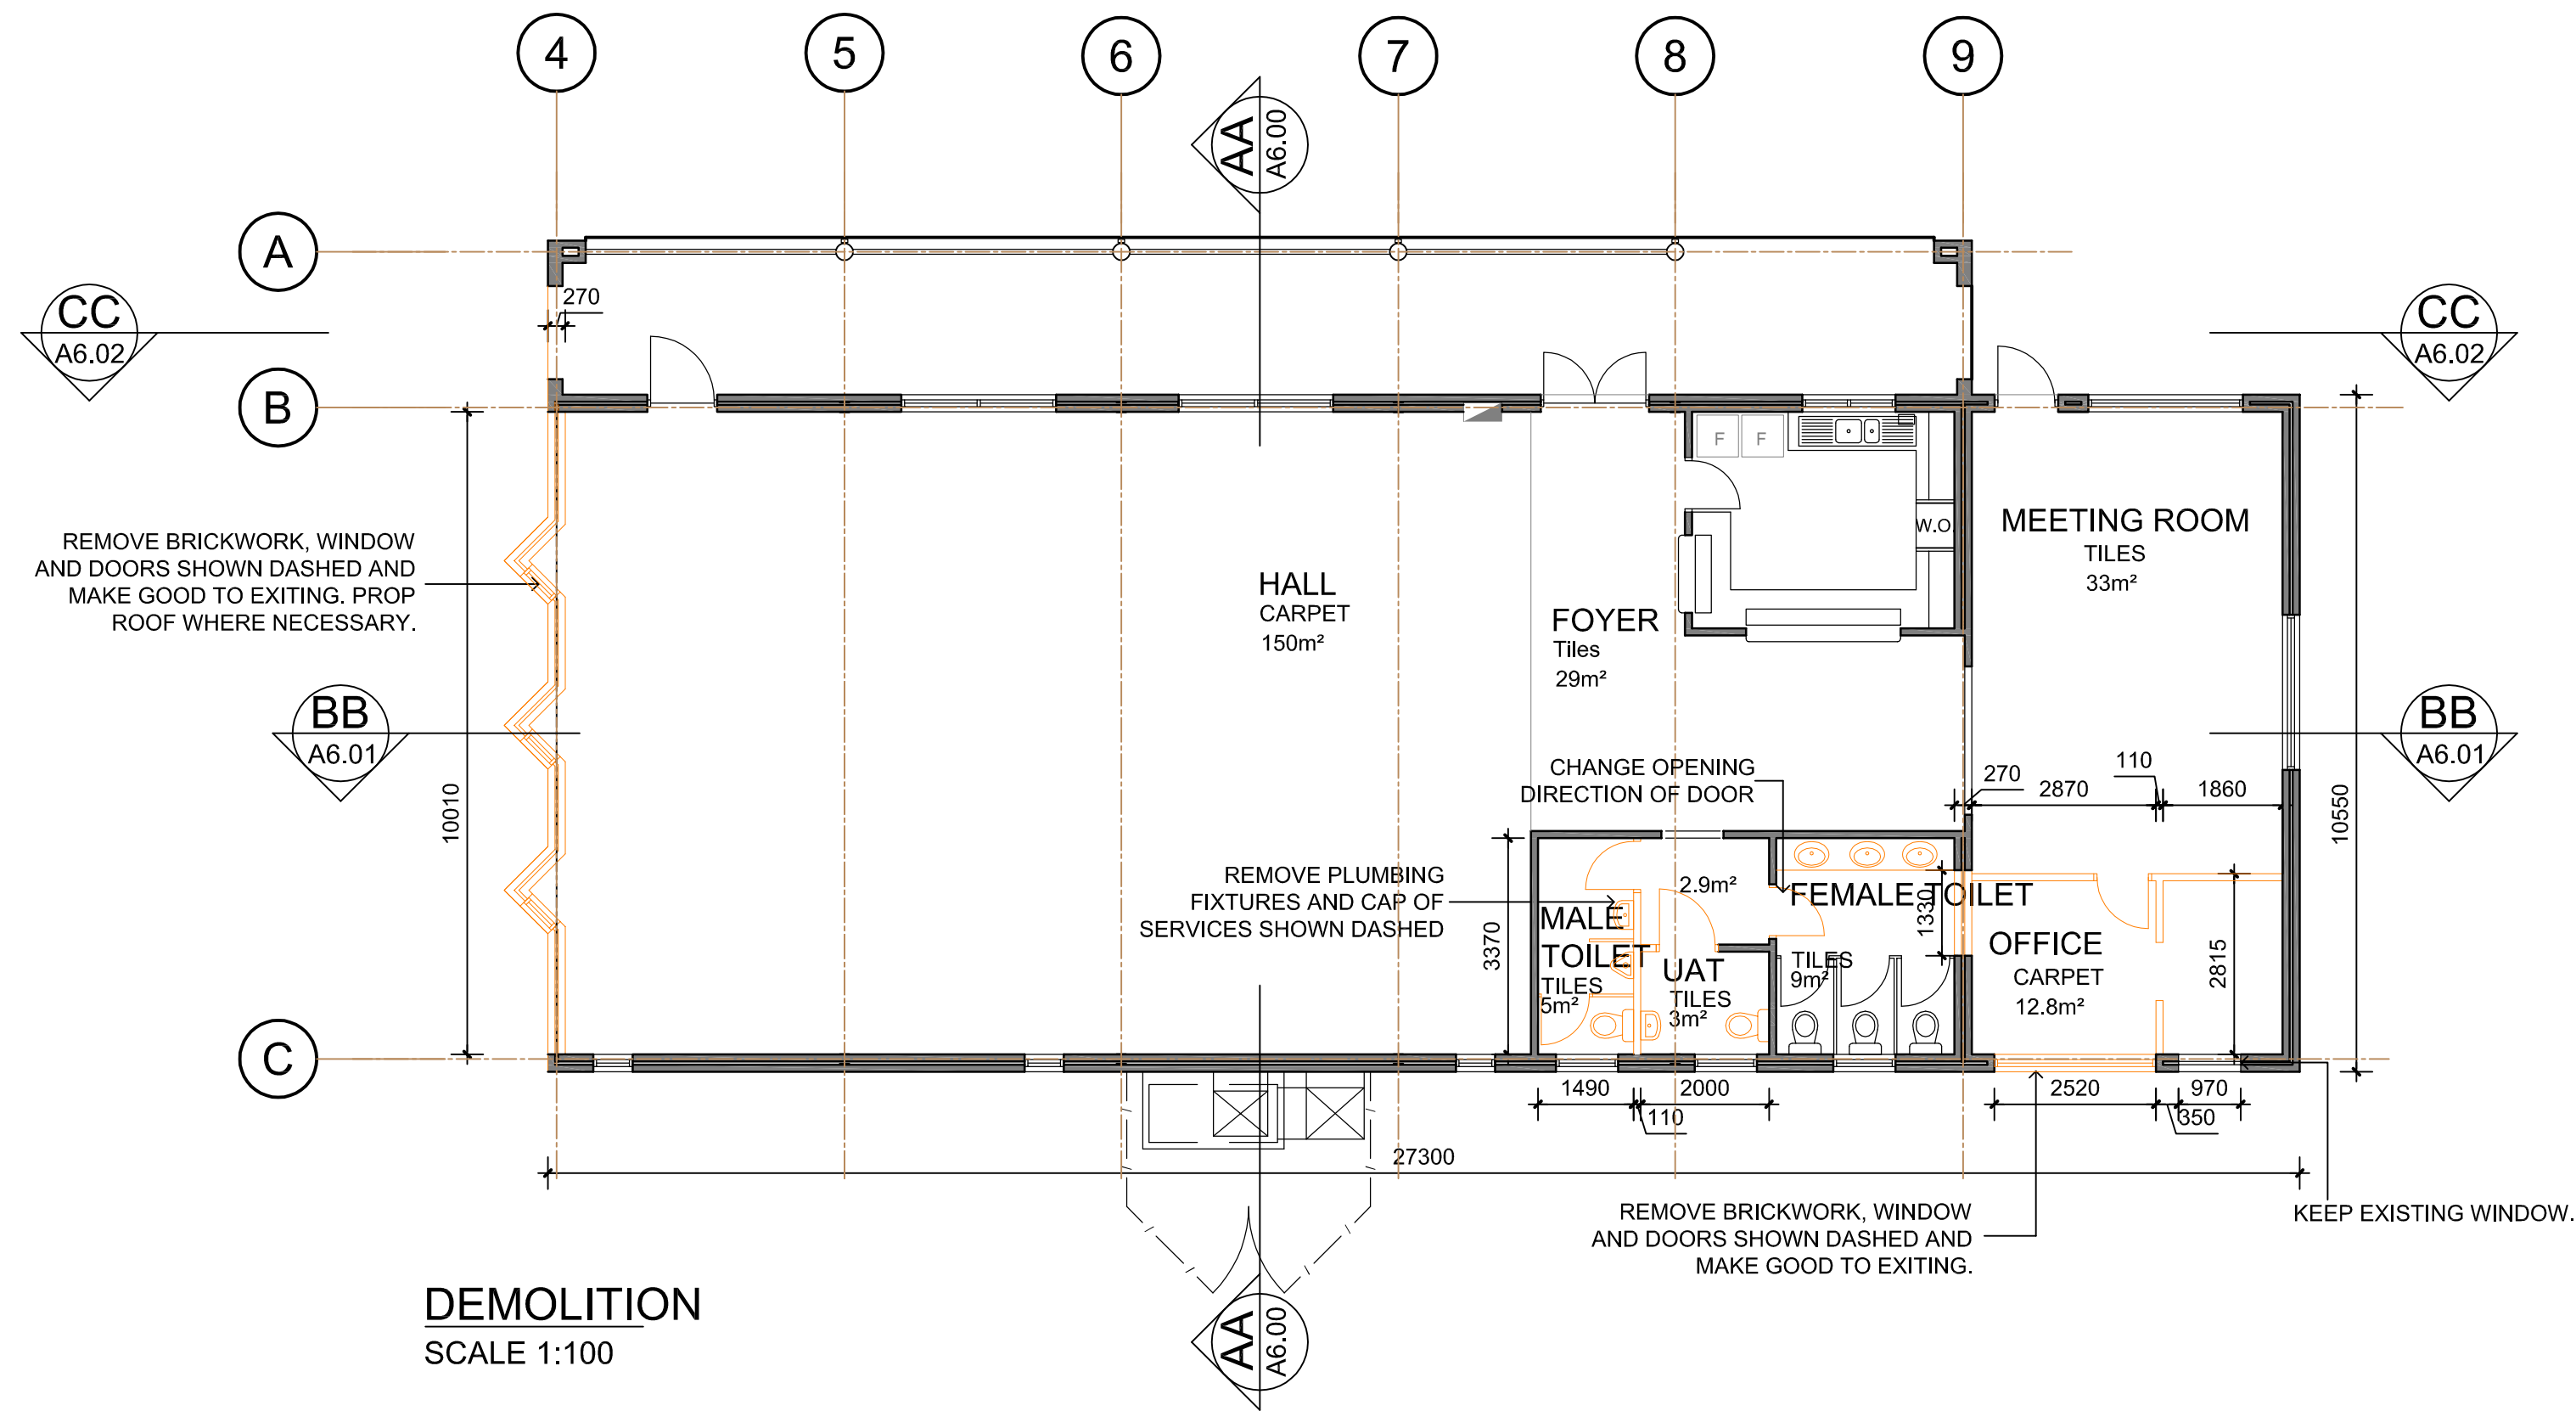 4
5
6
7
8
9
AA
A6.00
A
CC
A6.02
CC
A6.02
270
B
F
F
W.O.
MEETING ROOM
TILES
33m²
REMOVE BRICKWORK, WINDOW
AND DOORS SHOWN DASHED AND
MAKE GOOD TO EXITING. PROP
ROOF WHERE NECESSARY.
HALL
CARPET
150m²
FOYER
Tiles
29m²
BB
A6.01
BB
A6.01
10010
10550
CHANGE OPENING
DIRECTION OF DOOR
270
2870
110
1860
REMOVE PLUMBING
FIXTURES AND CAP OF
SERVICES SHOWN DASHED
3370
2.9m²
MALE
TOILET
TILES
5m²
UAT
TILES
3m²
FEMALE TOILET
TILES
9m²
1330
OFFICE
CARPET
12.8m²
2815
C
1490
110
2000
2520
350
970
27300
REMOVE BRICKWORK, WINDOW
AND DOORS SHOWN DASHED AND
MAKE GOOD TO EXITING.
KEEP EXISTING WINDOW.
DEMOLITION
SCALE 1:100
AA
A6.00